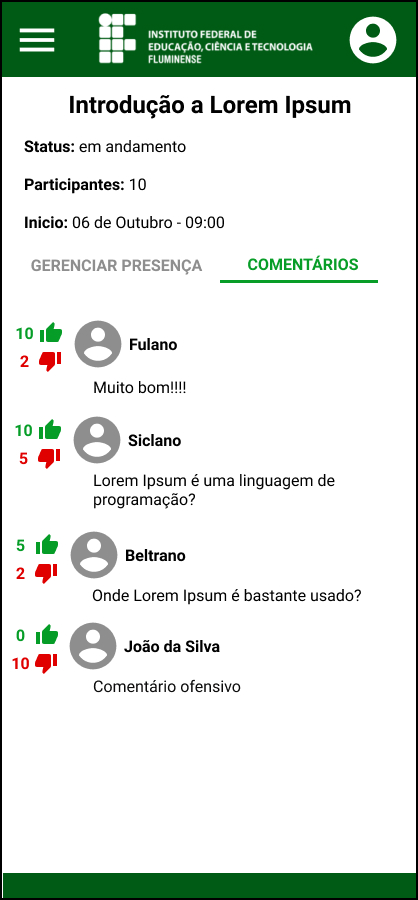 INSTITUTO FEDERAL DE
EDUCAÇÃO, CIÊNCIA E TECNOLOGIA
FLUMINENSE
Introdução a Lorem Ipsum
Status: em andamento
Participantes: 10
Inicio: 06 de Outubro - 09:00
GERENCIAR PRESENÇA COMENTÁRIOS
10
2
Fulano
Muito bom!!!!
10
5
Siclano
Lorem Ipsum é uma linguagem de
programação?
5
2
Beltrano
Onde Lorem Ipsum é bastante usado?
0
10
João da Silva
Comentário ofensivo